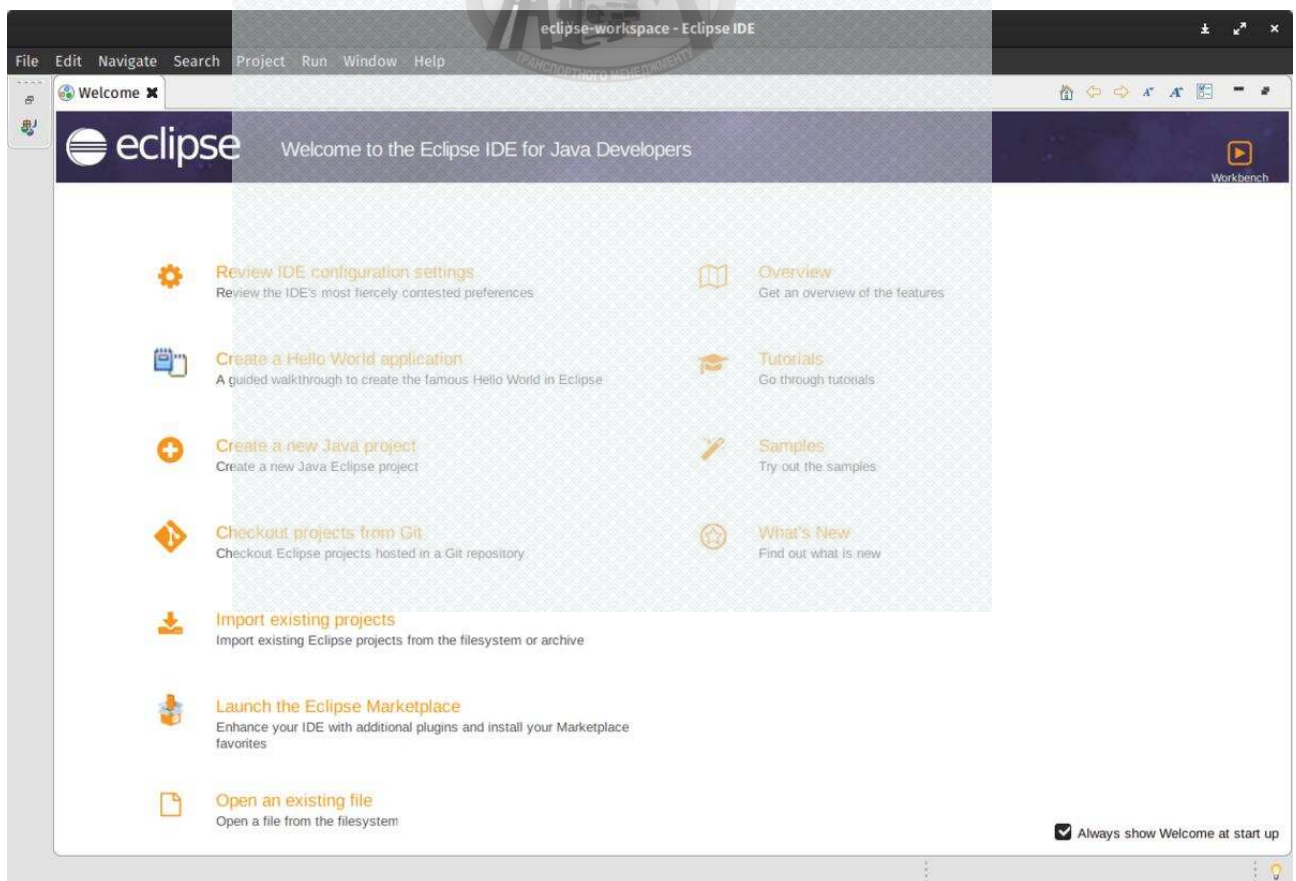 eclipse-workspace - Eclipse IDE
ТРАНСПОРТНОГО МЕНЕДЖМЕНТУ
File Edit Navigate Search Project Run Window Help
Welcome
eclipse Welcome to the Eclipse IDE for Java Developers
Workbench
Review IDE configuration settings
Review the IDE's most fiercely contested preferences
Overview
Get an overview of the features
Create a Hello World application
A guided walkthrough to create the famous Hello World in Eclipse
Tutorials
Go through tutorials
Create a new Java project
Create a new Java Eclipse project
Samples
Try out the samples
Checkout projects from Git
Checkout Eclipse projects hosted in a Git repository
What's New
Find out what is new
Import existing projects
Import existing Eclipse projects from the filesystem or archive
Launch the Eclipse Marketplace
Enhance your IDE with additional plugins and install your Marketplace
favorites
Open an existing file
Open a file from the filesystem
Always show Welcome at start up